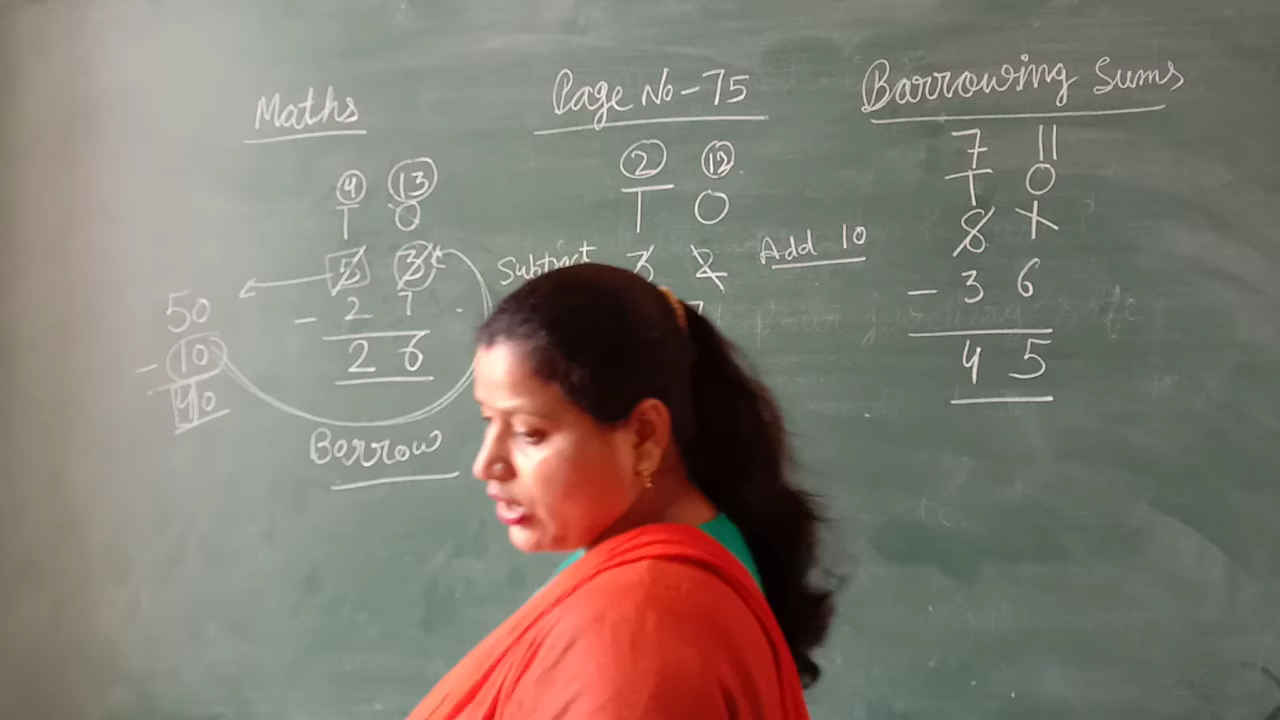 Maths
4 13
T O
5 3
- 2 7
2 6
50
- 10
40
Borrow
Page No-75
2 12
T O
3 2
Subtract
Add 10
Barrowing Sums
7 11
T O
8 1
- 3 6
4 5